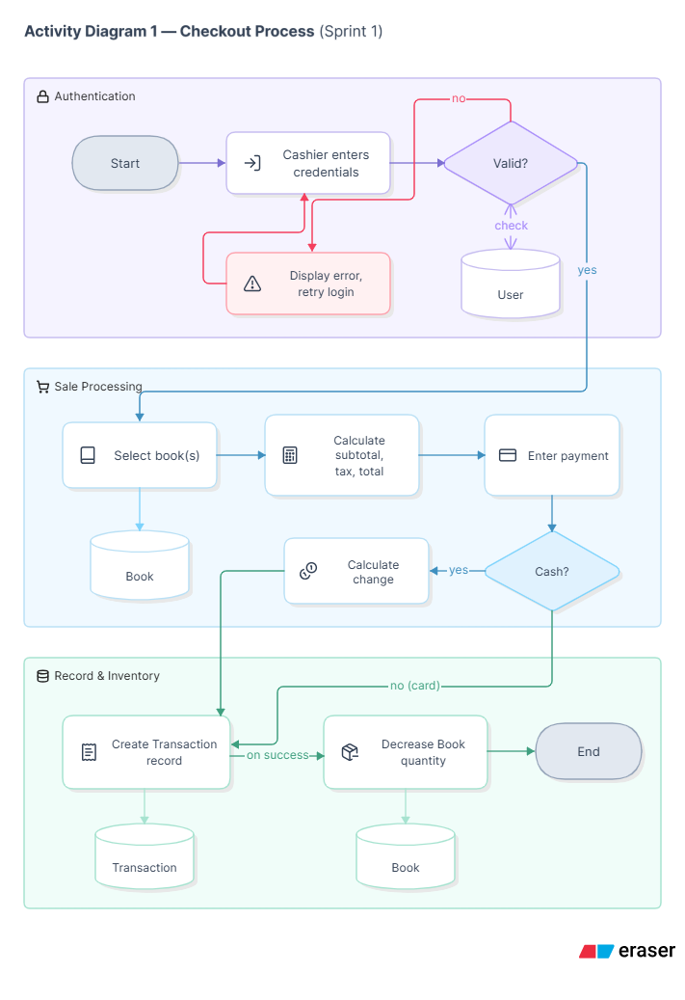 Activity Diagram 1 — Checkout Process (Sprint 1)
Authentication
no
Start
Cashier enters
credentials
Valid?
check
Display error,
retry login
User
yes
Sale Processing
Select book(s)
Calculate
subtotal,
tax, total
Enter payment
Book
Calculate
change
yes
Cash?
Record & Inventory
no (card)
Create Transaction
record
on success
Decrease Book
quantity
End
Transaction
Book
eraser